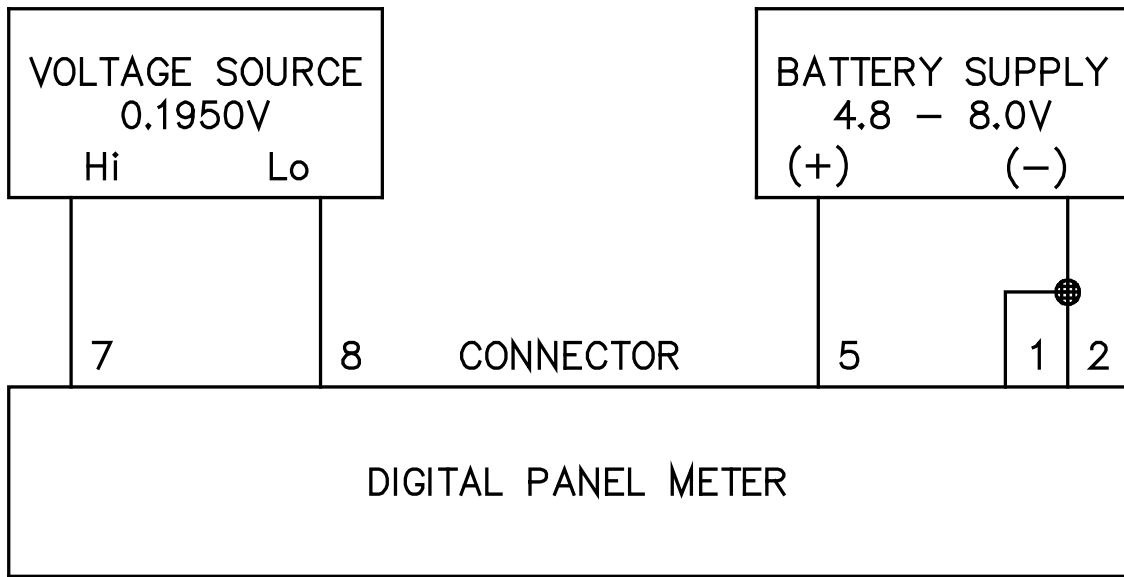 VOLTAGE SOURCE
0.1950V
Hi Lo
BATTERY SUPPLY
4.8 - 8.0V
(+) (-)
7 8 CONNECTOR 5 1 2
DIGITAL PANEL METER